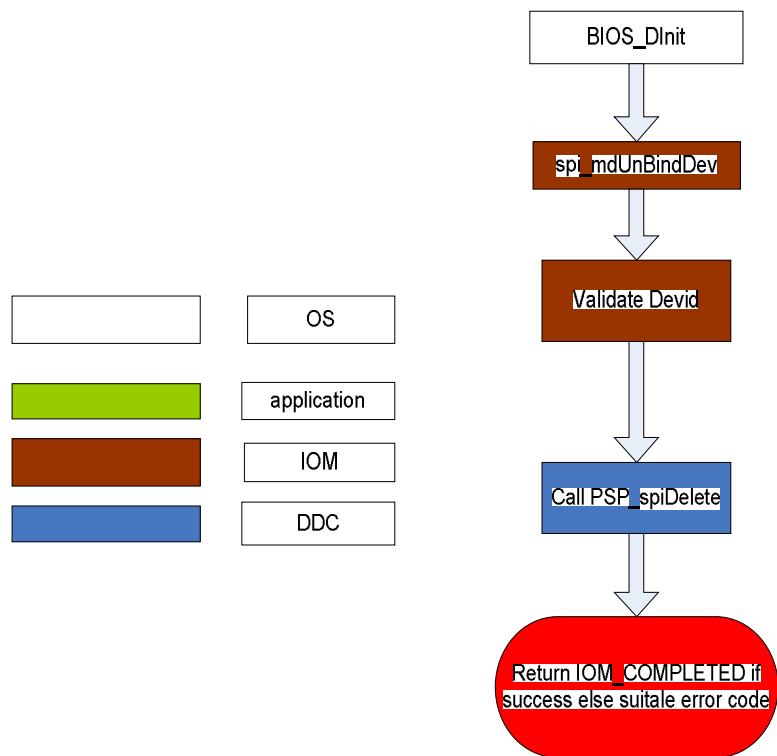 BIOS_DInit
spi_mdUnBindDev
Validate Devid
OS
application
IOM
Call PSP_spiDelete
DDC
Return IOM_COMPLETED if
success else suitale error code